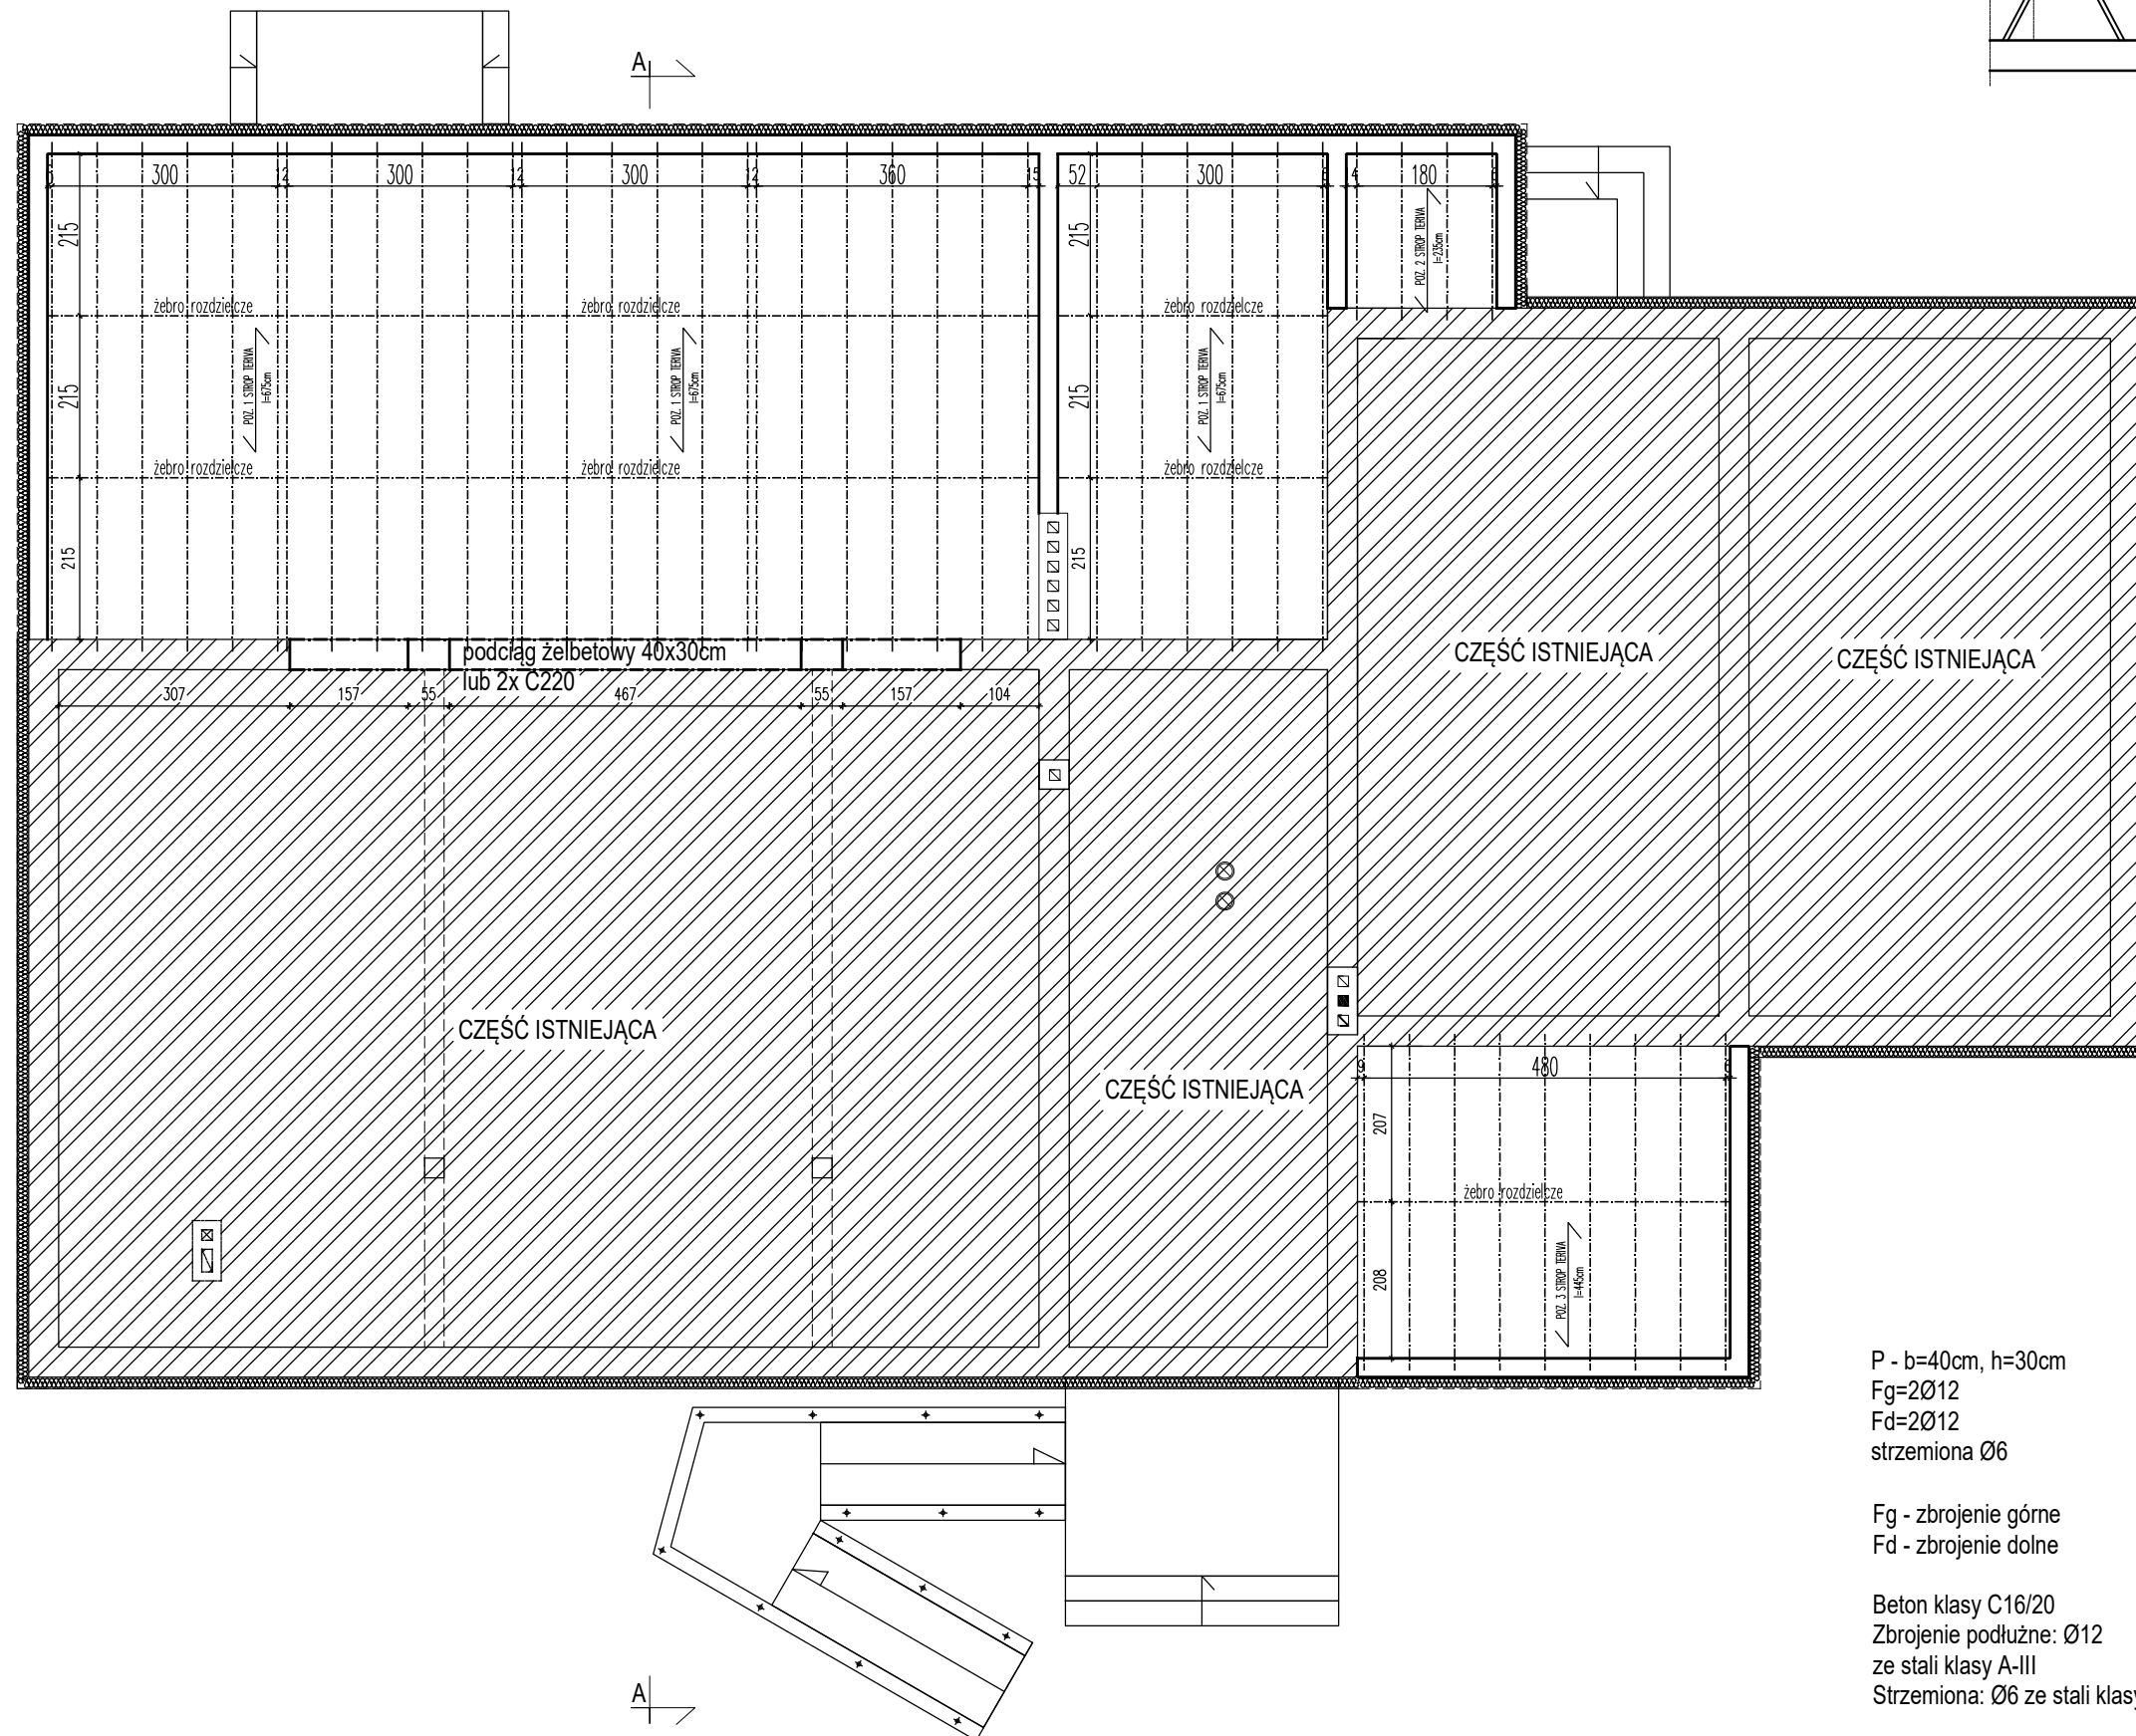 A
300
12
300
12
300
12
360
15
52
300
4
180
215
215
POZ. 2 STROP TERIVA
l=235cm
żebro rozdzielcze
żebro rozdzielcze
żebro rozdzielcze
POZ. 1 STROP TERIVA
l=675cm
POZ. 1 STROP TERIVA
l=675cm
POZ. 1 STROP TERIVA
l=675cm
215
215
żebro rozdzielcze
żebro rozdzielcze
żebro rozdzielcze
215
215
podciąg żelbetowy 40x30cm
lub 2x C220
307
157
55
467
55
157
104
CZĘŚĆ ISTNIEJĄCA
CZĘŚĆ ISTNIEJĄCA
CZĘŚĆ ISTNIEJĄCA
CZĘŚĆ ISTNIEJĄCA
9
480
207
żebro rozdzielcze
208
POZ. 3 STROP TERIVA
l=445cm
P - b=40cm, h=30cm
Fg=2Ø12
Fd=2Ø12
strzemiona Ø6
Fg - zbrojenie górne
Fd - zbrojenie dolne
Beton klasy C16/20
Zbrojenie podłużne: Ø12
ze stali klasy A-III
Strzemiona: Ø6 ze stali klasy
A